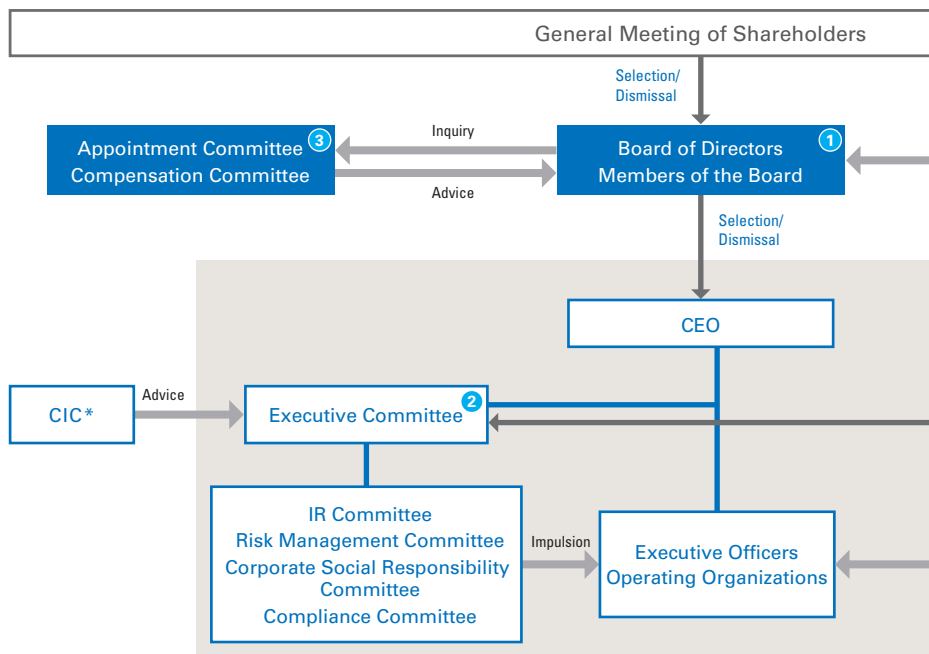 General Meeting of Shareholders
Selection/
Dismissal
Appointment Committee
Compensation Committee
3
Inquiry
Advice
Board of Directors
Members of the Board
1
Selection/
Dismissal
CEO
CIC*
Advice
Executive Committee
2
IR Committee
Risk Management Committee
Corporate Social Responsibility
Committee
Compliance Committee
Impulsion
Executive Officers
Operating Organizations